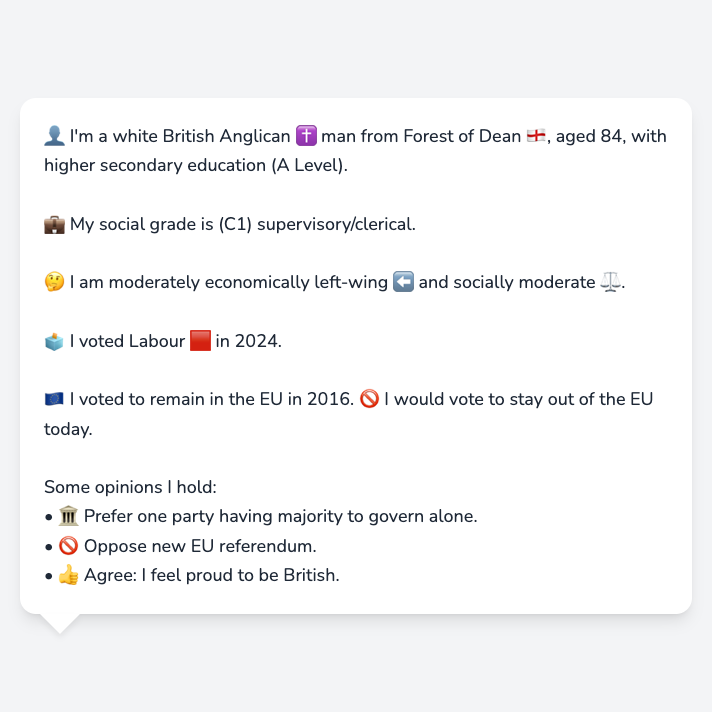 👤 I'm a white British Anglican ✝️ man from Forest of Dean 🏴󠁧󠁢󠁥󠁮󠁧󠁿, aged 84, with
higher secondary education (A Level).
💼 My social grade is (C1) supervisory/clerical.
🤔 I am moderately economically left-wing ⬅️ and socially moderate ⚖️.
🗳️ I voted Labour 🟥 in 2024.
🇪🇺 I voted to remain in the EU in 2016. 🚫 I would vote to stay out of the EU
today.
Some opinions I hold:
• 🏛️ Prefer one party having majority to govern alone.
• 🚫 Oppose new EU referendum.
• 👍 Agree: I feel proud to be British.